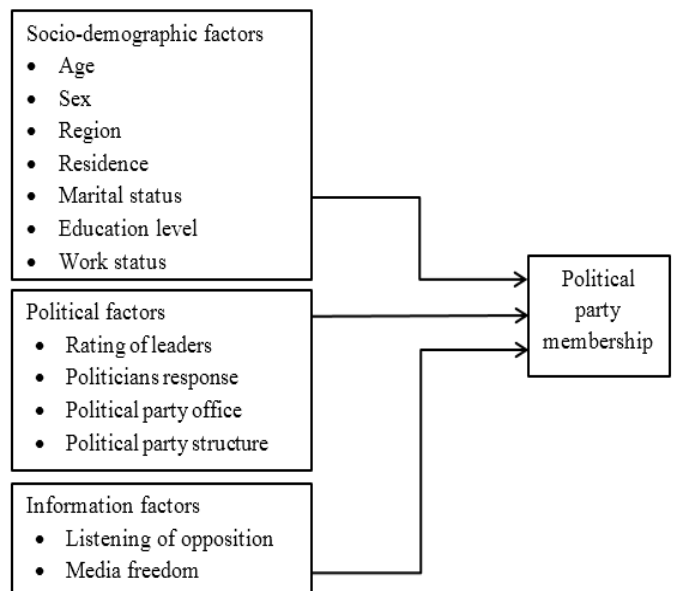 Socio-demographic factors
• Age
• Sex
• Region
• Residence
• Marital status
• Education level
• Work status
Political factors
• Rating of leaders
• Politicians response
• Political party office
• Political party structure
Information factors
• Listening of opposition
• Media freedom
Political
party
membership